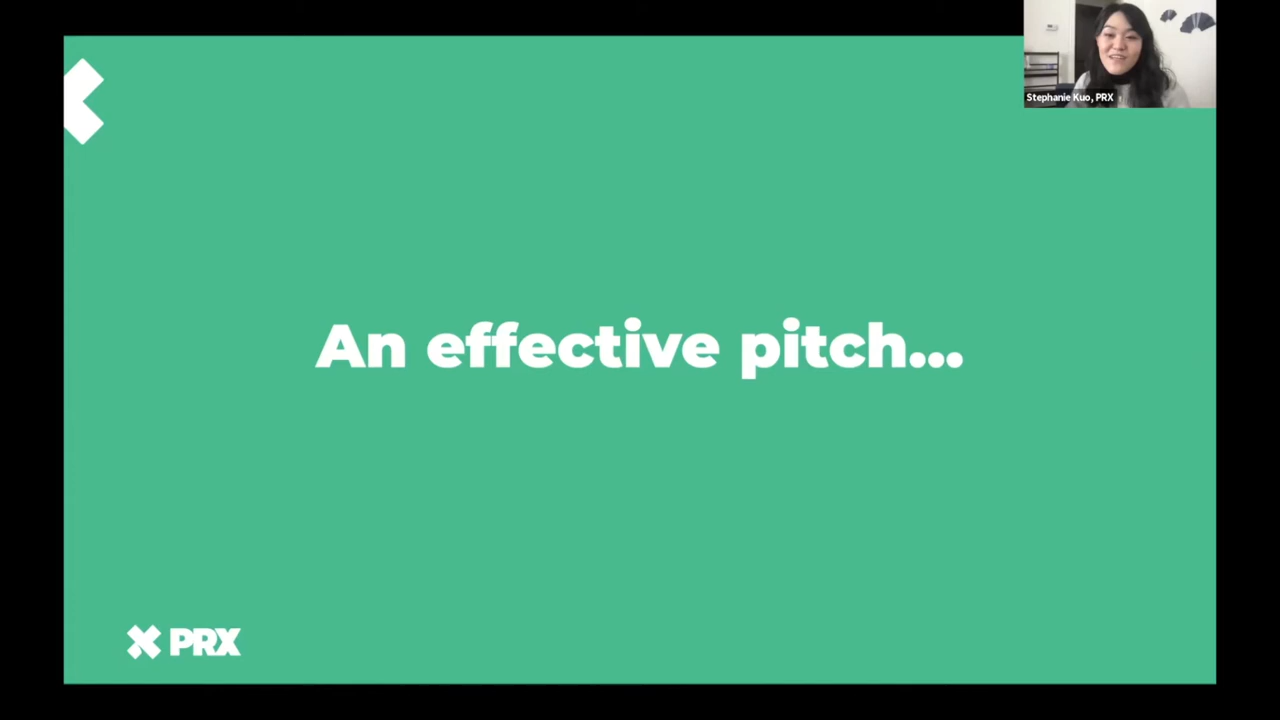 Stephanie Kuo, PRX
An effective pitch...
PRX